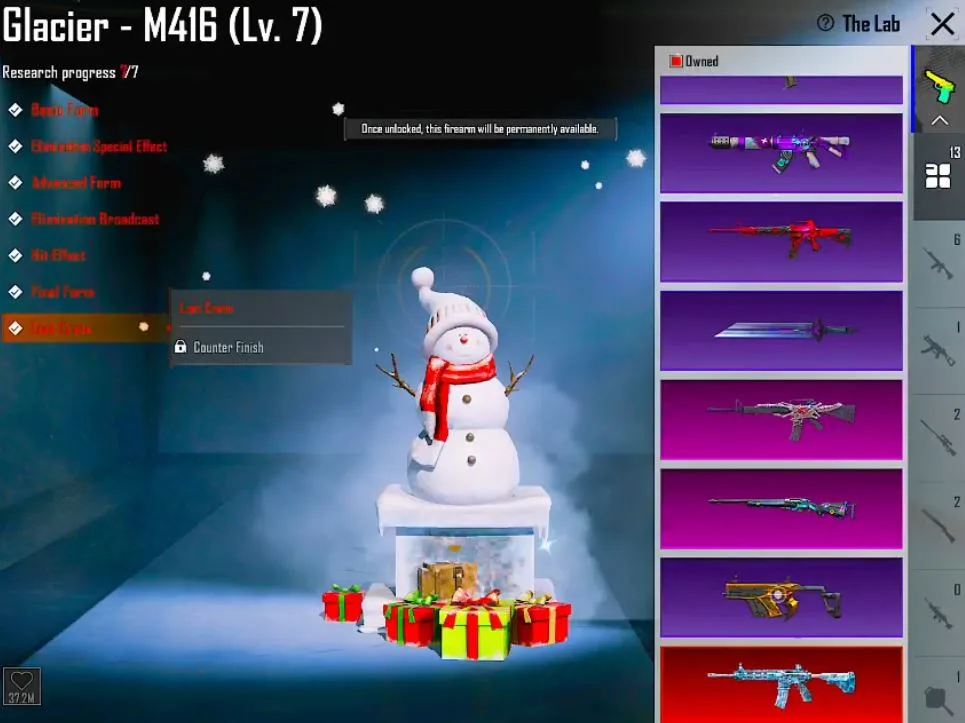 Glacier - M416 (Lv. 7)
The Lab
Research progress 7/7
Owned
Basic Form
Once unlocked, this firearm will be permanently available.
Elimination Special Effect
13
Advanced Form
Elimination Broadcast
6
Hit Effect
Final Form
Loot Crate
Loot Crate
1
Counter Finish
2
2
0
1
37.2M